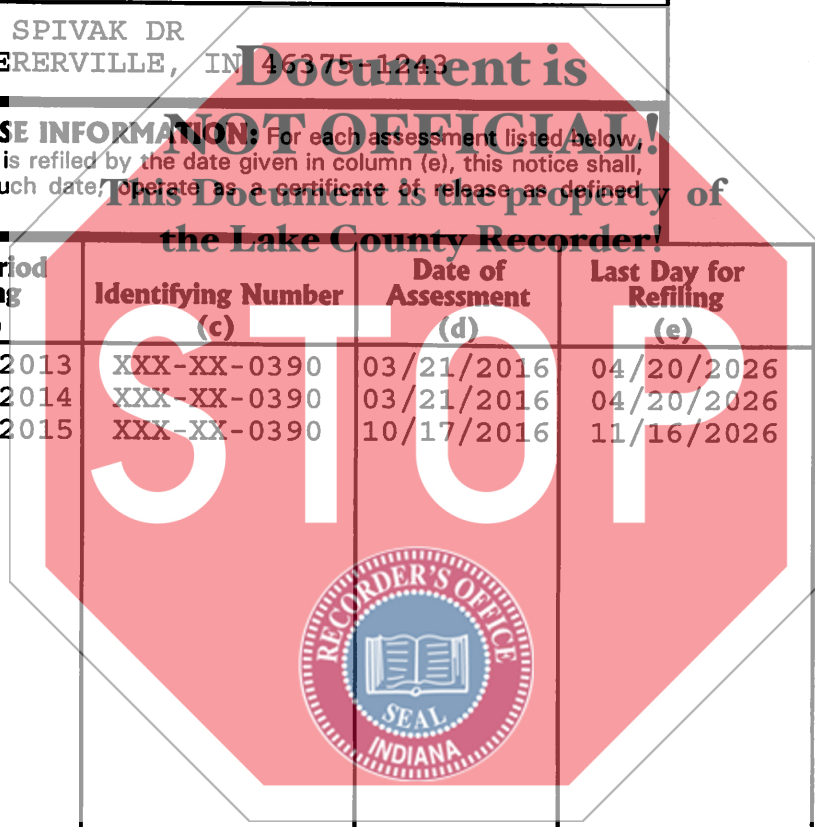 SPIVAK DR
ERERVILLE, IN 46375-1243
Document is
NOT OFFICIAL!
This Document is the property of
the Lake County Recorder!
SE INFORMATION: For each assessment listed below,
is refiled by the date given in column (e), this notice shall,
uch date, operate as a certificate of release as defined
riod
ng
Identifying Number
(c)
Date of
Assessment
(d)
Last Day for
Refiling
(e)
2013 XXX-XX-0390 03/21/2016 04/20/2026
2014 XXX-XX-0390 03/21/2016 04/20/2026
2015 XXX-XX-0390 10/17/2016 11/16/2026
STOP
RECORDER'S OFFICE
SEAL
INDIANA